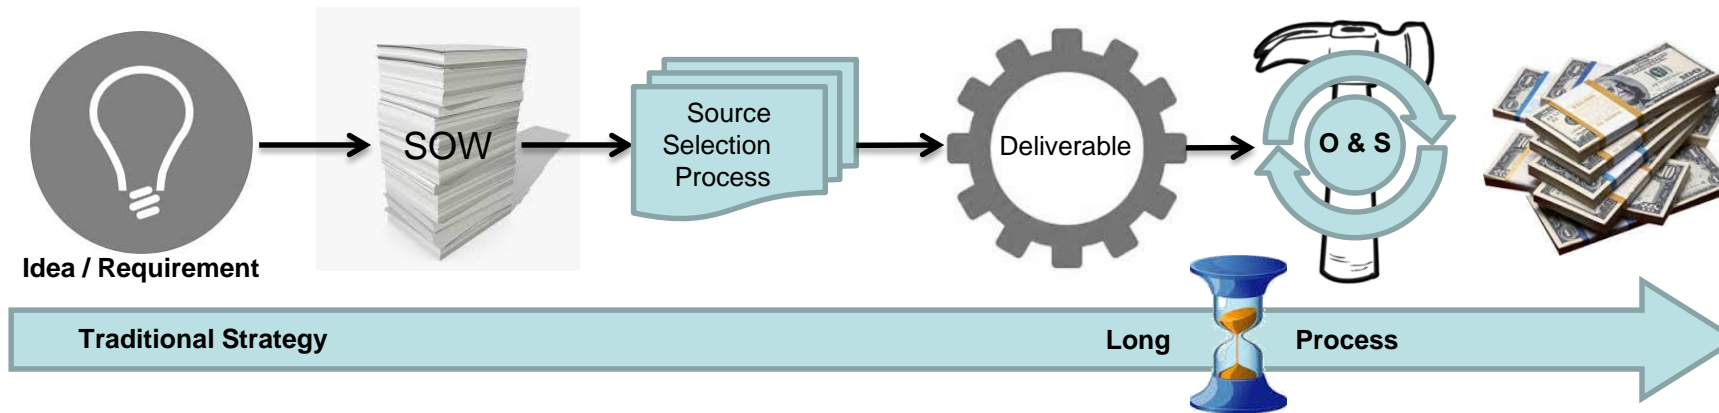 SOW
Source
Selection
Process
Deliverable
O & S
Idea / Requirement
Traditional Strategy
Long
Process